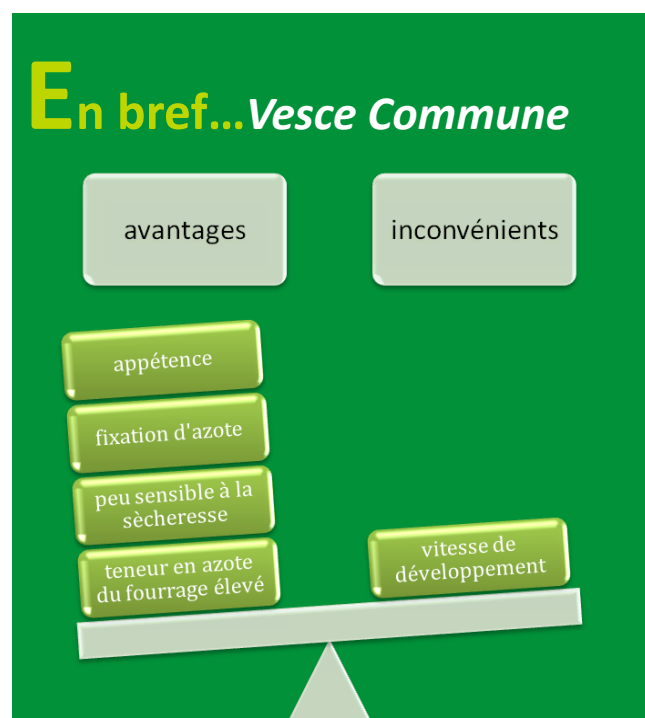 En bref...Vesce Commune
avantages
inconvénients
appétence
fixation d'azote
peu sensible à la
sècheresse
teneur en azote
du fourrage élevé
vitesse de
développement